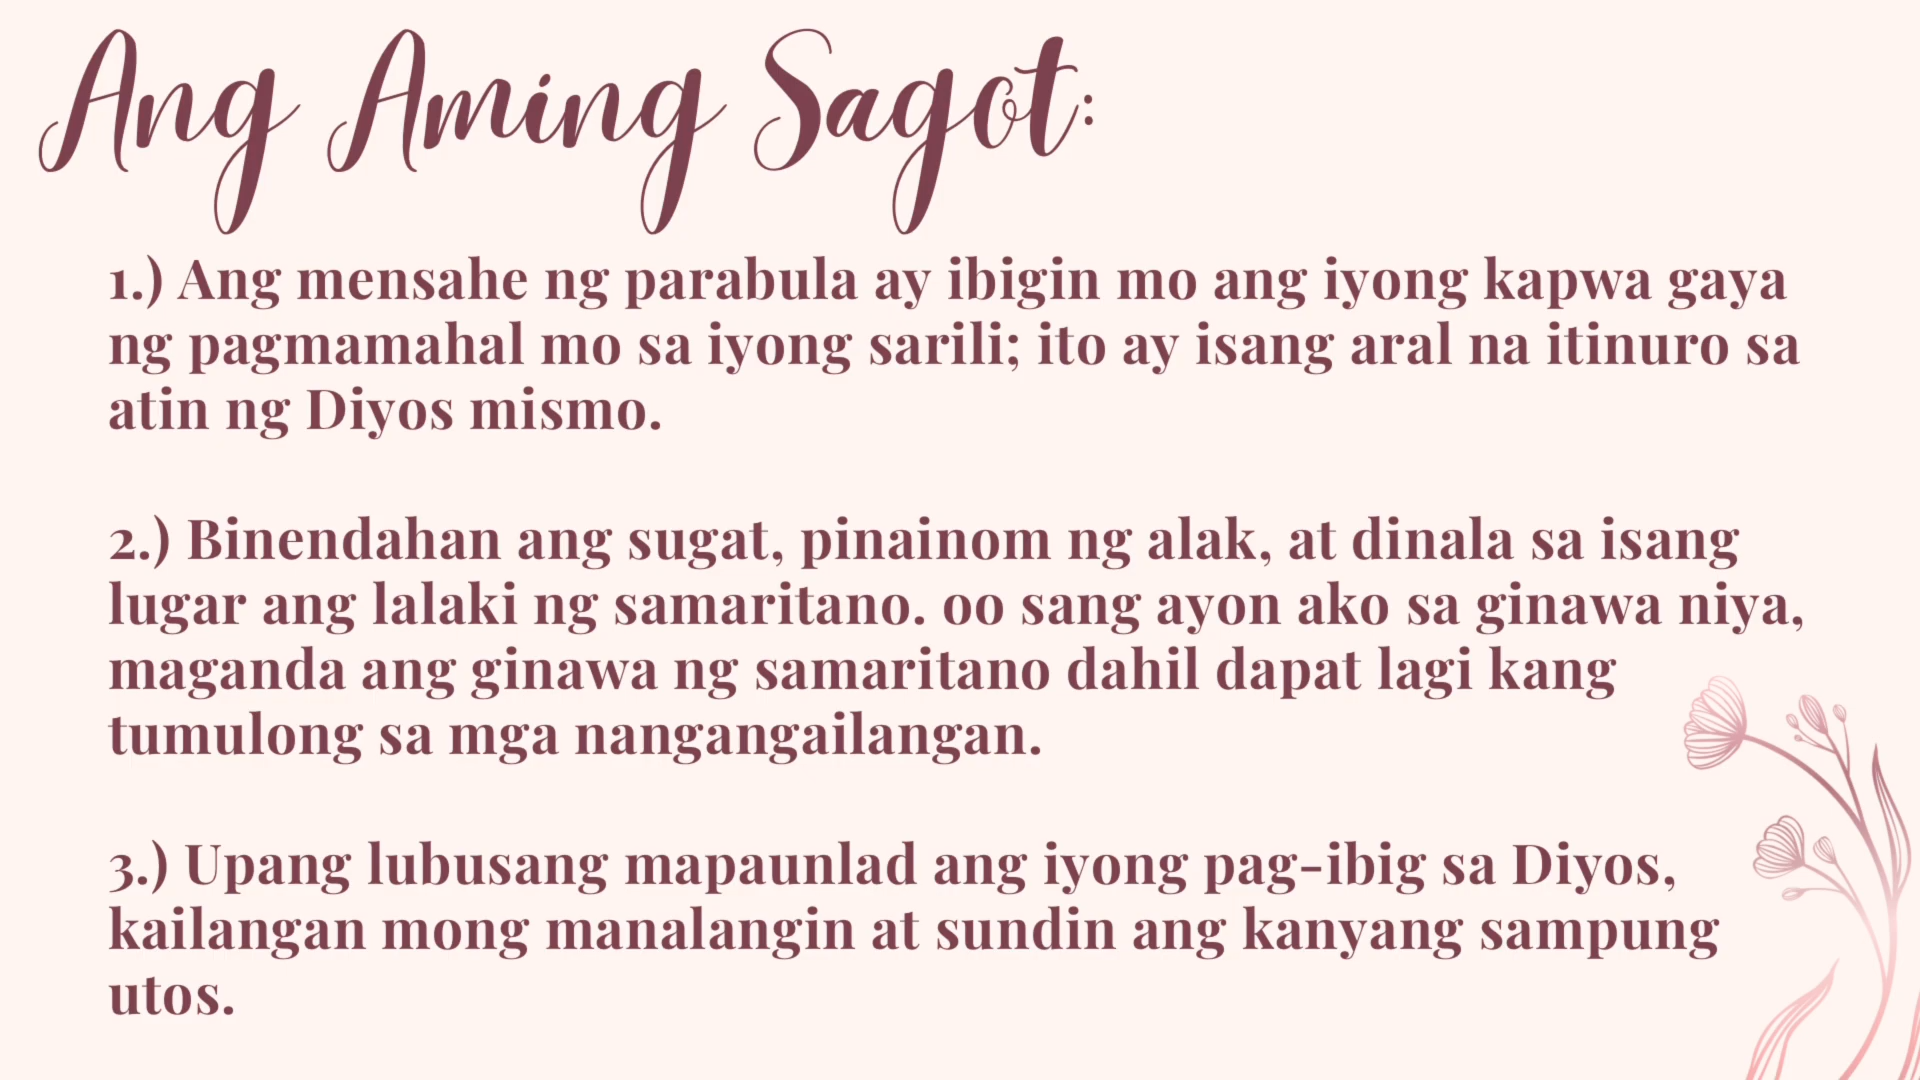 Ang Aming Sagot:
1.) Ang mensahe ng parabula ay ibigin mo ang iyong kapwa gaya
ng pagmamahal mo sa iyong sarili; ito ay isang aral na itinuro sa
atin ng Diyos mismo.
2.) Binendahan ang sugat, pinainom ng alak, at dinala sa isang
lugar ang lalaki ng samaritano. oo sang ayon ako sa ginawa niya,
maganda ang ginawa ng samaritano dahil dapat lagi kang
tumulong sa mga nangangailangan.
3.) Upang lubusang mapaunlad ang iyong pag-ibig sa Diyos,
kailangan mong manalangin at sundin ang kanyang sampung
utos.